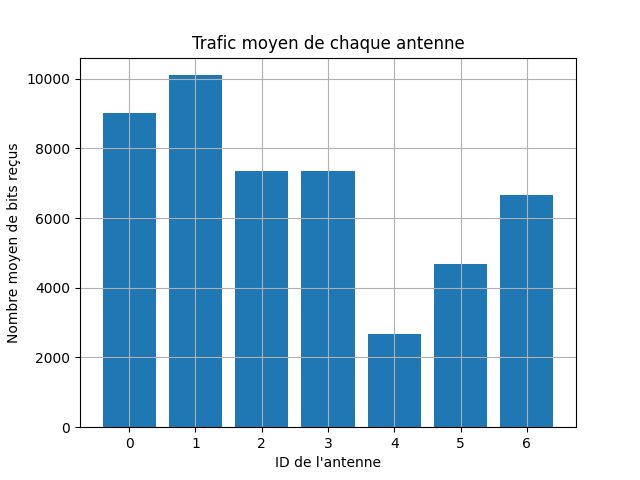 Trafic moyen de chaque antenne
Nombre moyen de bits reçus
10000
8000
6000
4000
2000
0
0 1 2 3 4 5 6
ID de l'antenne